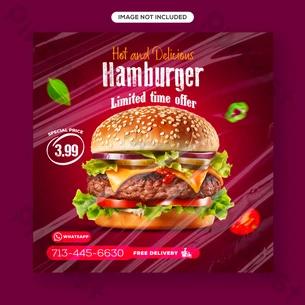 IMAGE NOT INCLUDED
Hot and Delicious
Hamburger
Limited time offer
SPECIAL PRICE
3.99
WHATSAPP
713-445-6630
FREE DELIVERY